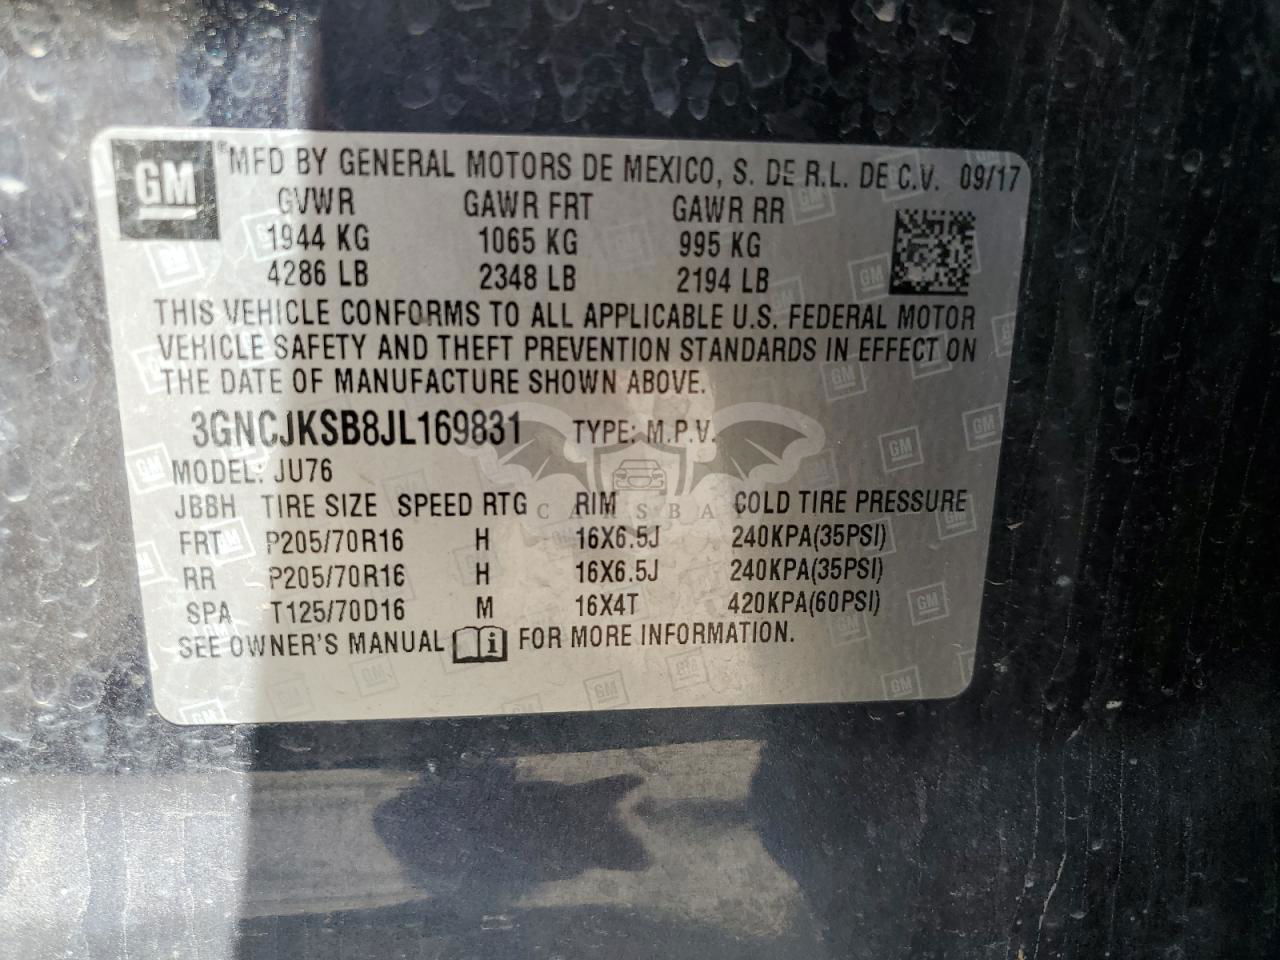 GM
MFD BY GENERAL MOTORS DE MEXICO, S. DE R.L. DE C.V. 09/17
GVWR GAWR FRT GAWR RR
1944 KG 1065 KG 995 KG
4286 LB 2348 LB 2194 LB
THIS VEHICLE CONFORMS TO ALL APPLICABLE U.S. FEDERAL MOTOR
VEHICLE SAFETY AND THEFT PREVENTION STANDARDS IN EFFECT ON
THE DATE OF MANUFACTURE SHOWN ABOVE.
3GNCJKSB8JL169831 TYPE: M.P.V.
MODEL: JU76
JBBH TIRE SIZE SPEED RTG RIM COLD TIRE PRESSURE
FRT P205/70R16 H 16X6.5J 240KPA(35PSI)
RR P205/70R16 H 16X6.5J 240KPA(35PSI)
SPA T125/70D16 M 16X4T 420KPA(60PSI)
SEE OWNER'S MANUAL i FOR MORE INFORMATION.
CARSBA